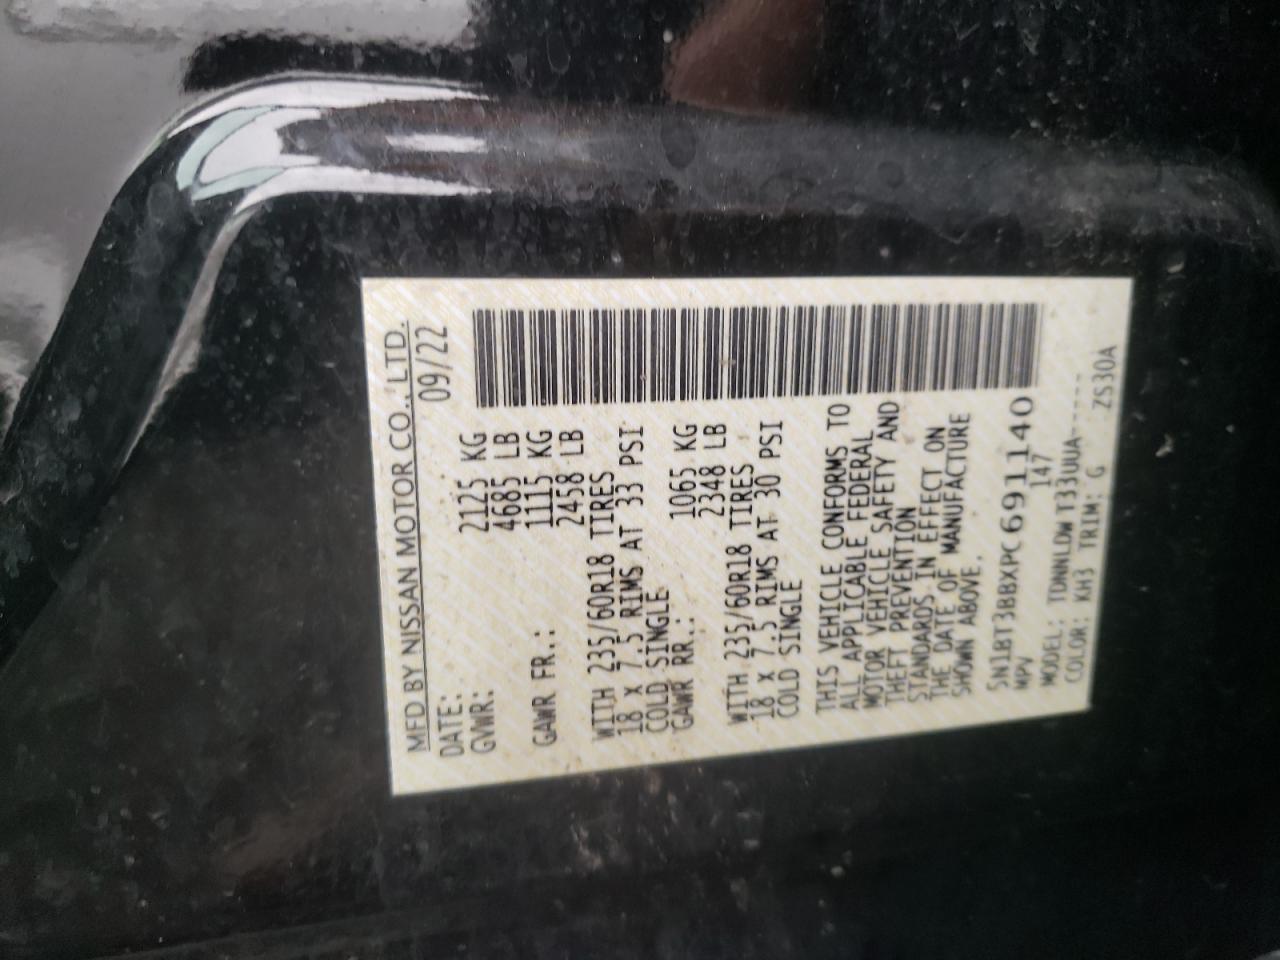 MFD BY NISSAN MOTOR CO., LTD.
DATE: 09/22
GVWR: 2125 KG
4685 LB
GAWR FR.: 1115 KG
2458 LB
WITH 235/60R18 TIRES
18 X 7.5 RIMS AT 33 PSI
COLD SINGLE
GAWR RR.: 1065 KG
2348 LB
WITH 235/60R18 TIRES
18 X 7.5 RIMS AT 30 PSI
COLD SINGLE
THIS VEHICLE CONFORMS TO
ALL APPLICABLE FEDERAL
MOTOR VEHICLE SAFETY AND
THEFT PREVENTION
STANDARDS IN EFFECT ON
THE DATE OF MANUFACTURE
SHOWN ABOVE.
5N1BT3BBXPC691140
MPV 147
MODEL: TDNNLDWT33UUA-----
COLOR: KH3 TRIM: G ZS30A